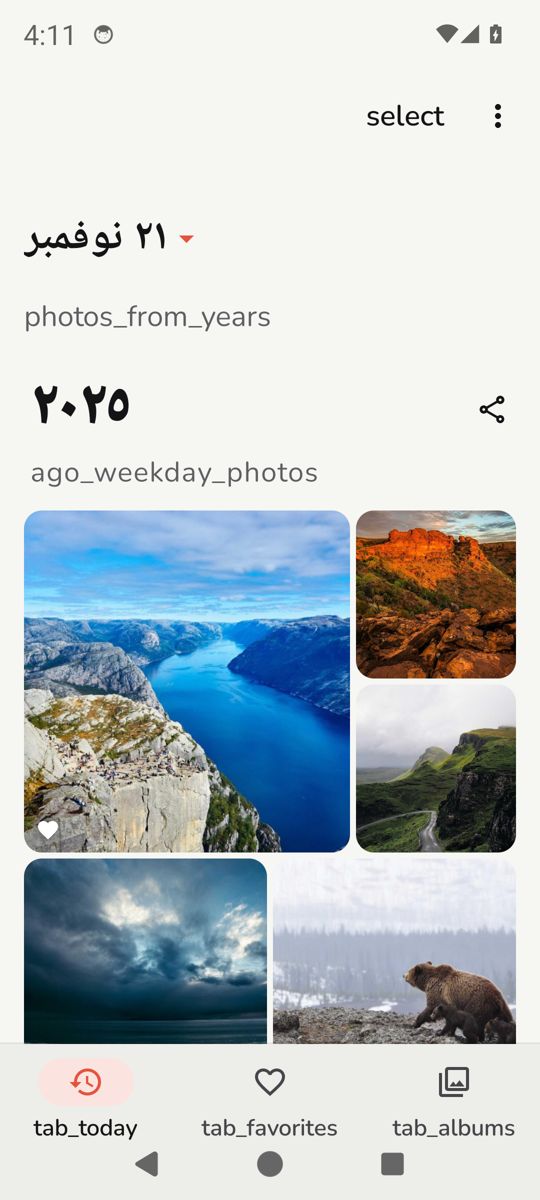 4:11
select
٢١ نوفمبر
photos_from_years
٢٠٢٥
ago_weekday_photos
tab_today
tab_favorites
tab_albums